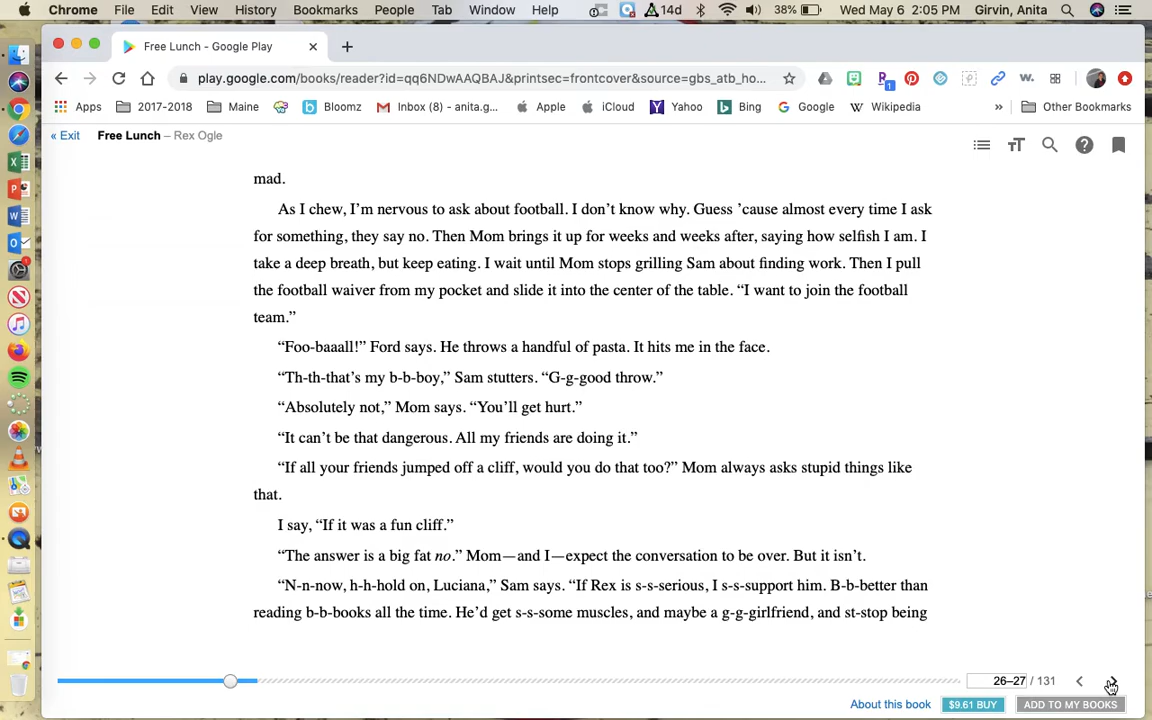 Chrome File Edit View History Bookmarks People Tab Window Help 14d 38% Wed May 6 2:05 PM Girvin, Anita
Free Lunch - Google Play
play.google.com/books/reader?id=qq6NDwAAQBAJ&printsec=frontcover&source=gbs_atb_ho...
Apps 2017-2018 Maine Bloomz Inbox (8) - anita.g... Apple iCloud Yahoo Bing Google Wikipedia » Other Bookmarks
« Exit Free Lunch – Rex Ogle
mad.
As I chew, I’m nervous to ask about football. I don’t know why. Guess ’cause almost every time I ask
for something, they say no. Then Mom brings it up for weeks and weeks after, saying how selfish I am. I
take a deep breath, but keep eating. I wait until Mom stops grilling Sam about finding work. Then I pull
the football waiver from my pocket and slide it into the center of the table. “I want to join the football
team.”
“Foo-baaall!” Ford says. He throws a handful of pasta. It hits me in the face.
“Th-th-that’s my b-b-boy,” Sam stutters. “G-g-good throw.”
“Absolutely not,” Mom says. “You’ll get hurt.”
“It can’t be that dangerous. All my friends are doing it.”
“If all your friends jumped off a cliff, would you do that too?” Mom always asks stupid things like
that.
I say, “If it was a fun cliff.”
“The answer is a big fat no.” Mom—and I—expect the conversation to be over. But it isn’t.
“N-n-now, h-h-hold on, Luciana,” Sam says. “If Rex is s-s-serious, I s-s-support him. B-b-better than
reading b-b-books all the time. He’d get s-s-some muscles, and maybe a g-g-girlfriend, and st-stop being
26–27 / 131
About this book $9.61 BUY ADD TO MY BOOKS